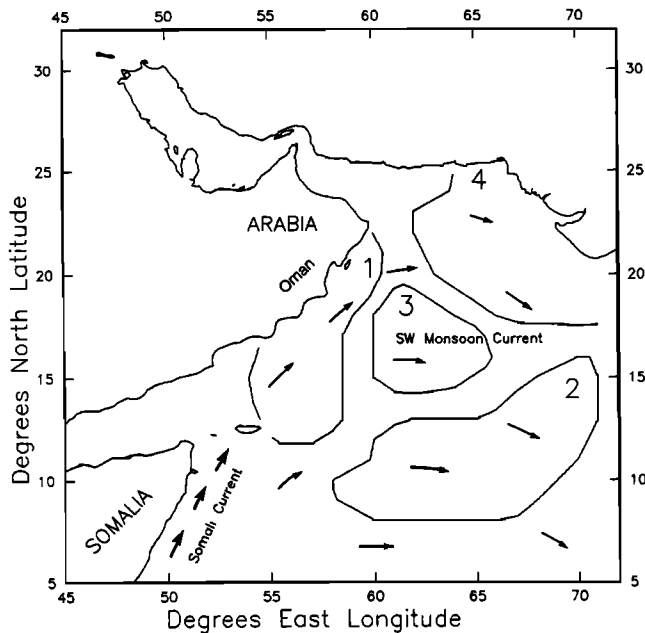 45 50 55 60 65 70
30
25
20
15
10
5
30
25
20
15
10
5
4
ARABIA
1
Oman
3
SW Monsoon Current
2
SOMALIA
Somali Current
45 50 55 60 65 70
Degrees East Longitude
Degrees North Latitude